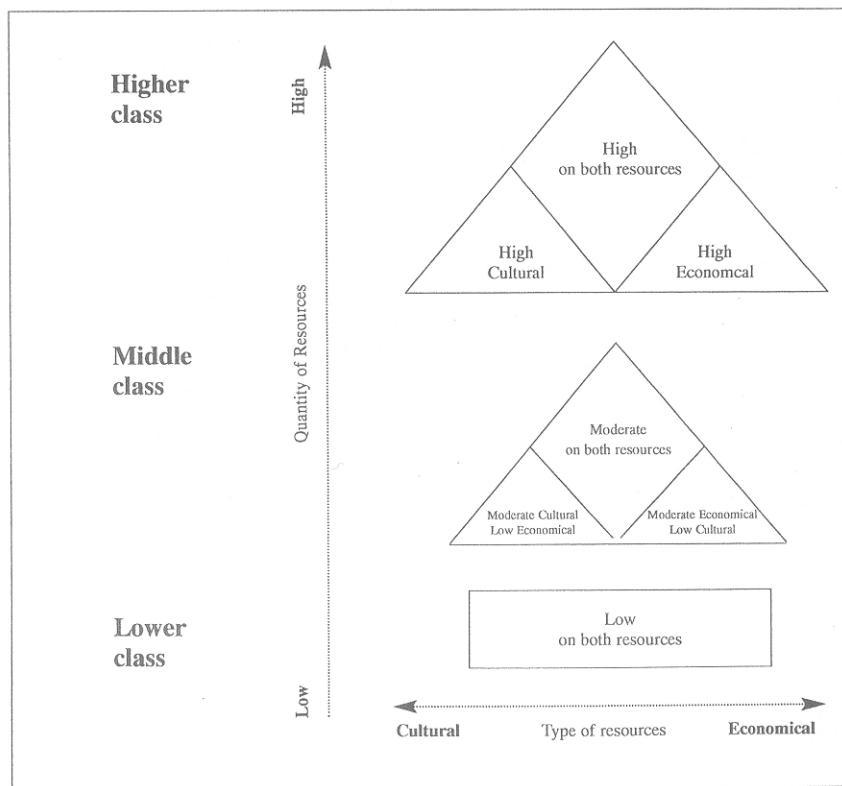 Higher
class
High
High
on both resources
High
Cultural
High
Economcal
Quantity of Resources
Middle
class
Moderate
on both resources
Moderate Cultural
Low Economical
Moderate Economical
Low Cultural
Lower
class
Low
on both resources
Low
Cultural
Type of resources
Economical